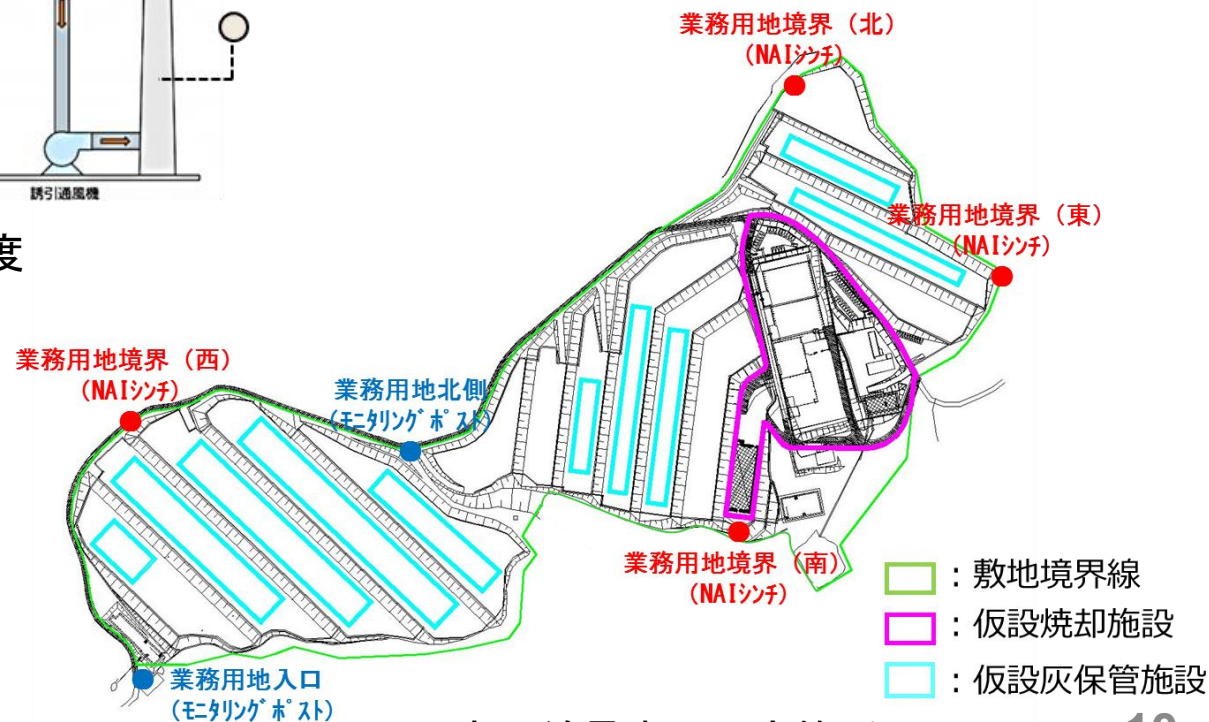 誘引通風機
度
業務用地境界（北）
(NAIシンチ)
業務用地境界（東）
(NAIシンチ)
業務用地境界（西）
(NAIシンチ)
業務用地北側
(ﾓﾆﾀﾘﾝｸﾞﾎﾟｽﾄ)
業務用地境界（南）
(NAIシンチ)
業務用地入口
(ﾓﾆﾀﾘﾝｸﾞﾎﾟｽﾄ)
：敷地境界線
：仮設焼却施設
：仮設灰保管施設